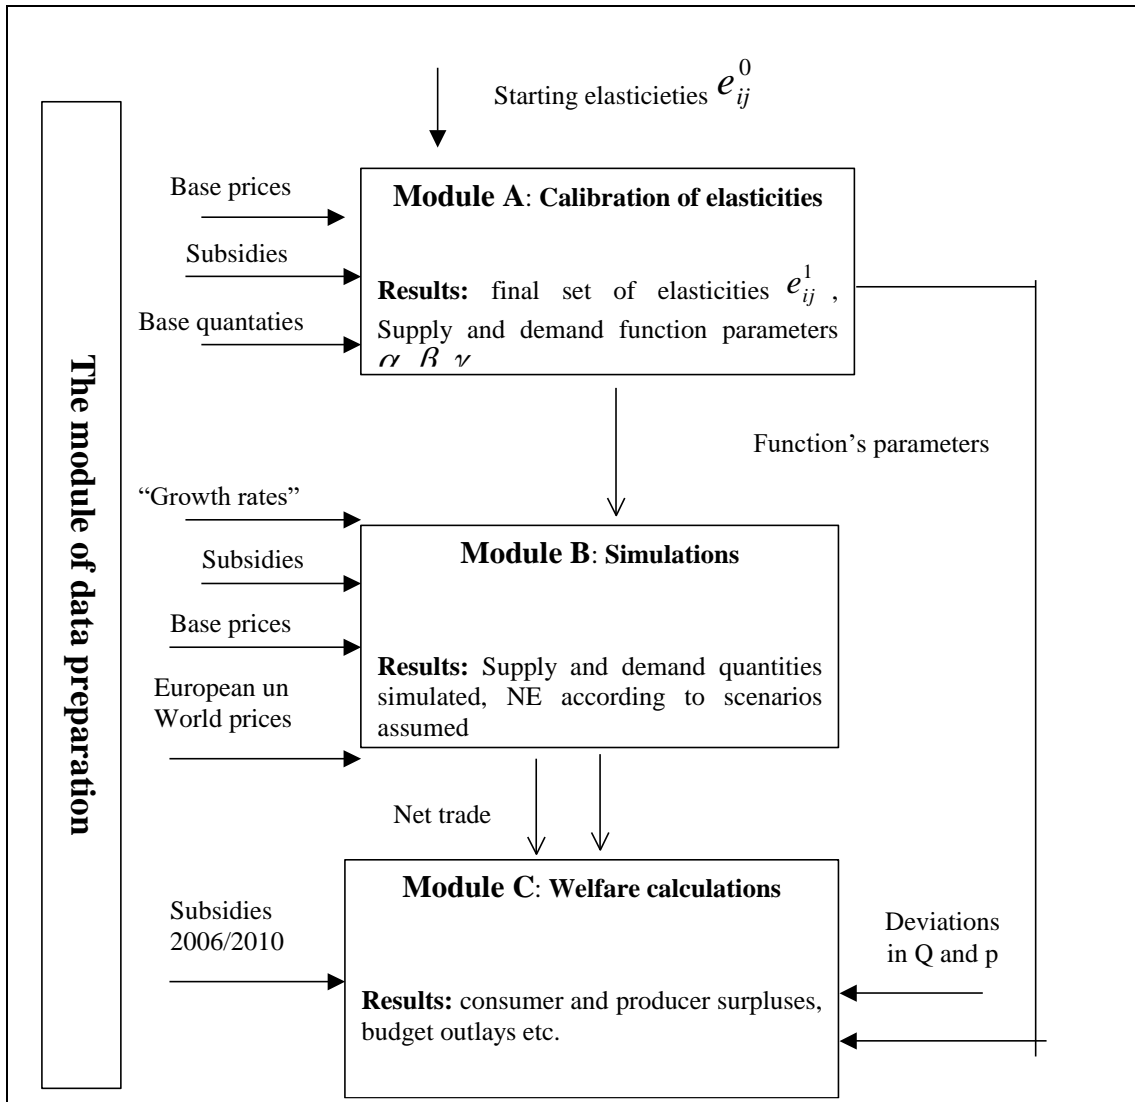 Starting elasticieties e⁰ᵢⱼ
The module of data preparation
Base prices
Subsidies
Base quantaties
Module A: Calibration of elasticities
Results: final set of elasticities e¹ᵢⱼ ,
Supply and demand function parameters
α β γ
Function’s parameters
“Growth rates”
Subsidies
Base prices
European un
World prices
Module B: Simulations
Results: Supply and demand quantities
simulated, NE according to scenarios
assumed
Net trade
Subsidies
2006/2010
Module C: Welfare calculations
Results: consumer and producer surpluses,
budget outlays etc.
Deviations
in Q and p